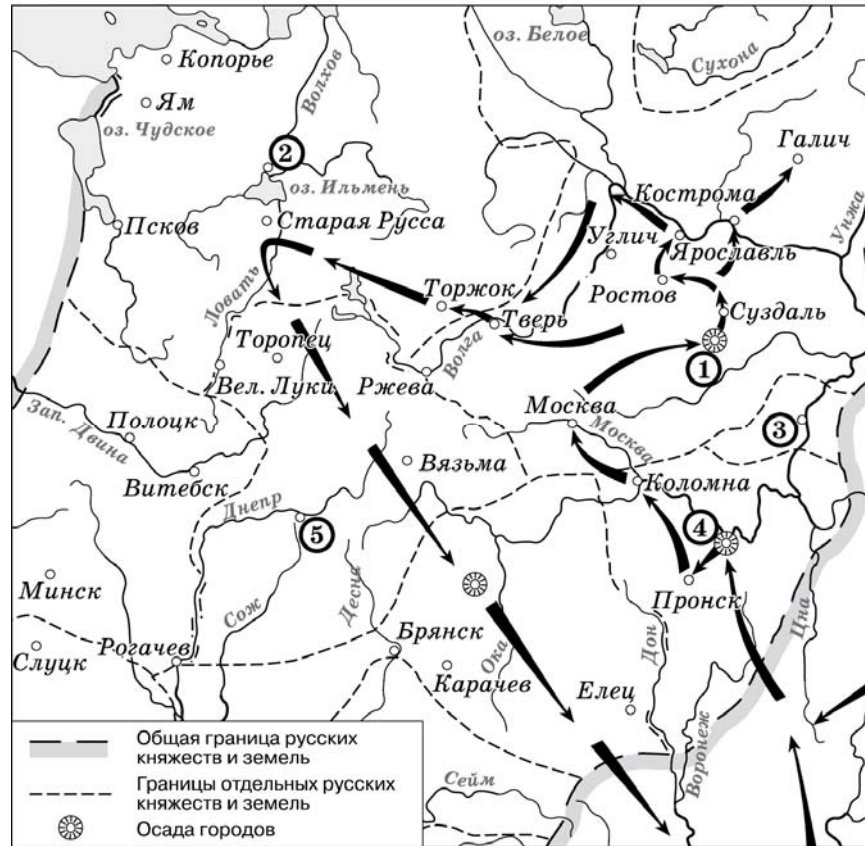 оз. Белое
Сухона
Копорье
Волхов
Ям
оз. Чудское
Галич
2
оз. Ильмень
Кострома
Унжа
Псков
Старая Русса
Углич
Ярославль
Ловать
Торжок
Ростов
Суздаль
Тверь
Торопец
Волга
1
Вел. Луки
Ржева
Москва
Зап. Двина
Полоцк
Москва
3
Вязьма
Витебск
Коломна
Днепр
5
4
Минск
Десна
Пронск
Цна
Сож
Слуцк
Рогачев
Брянск
Ока
Дон
Карачев
Елец
Воронеж
Сейм
Общая граница русских
княжеств и земель
Границы отдельных русских
княжеств и земель
Осада городов